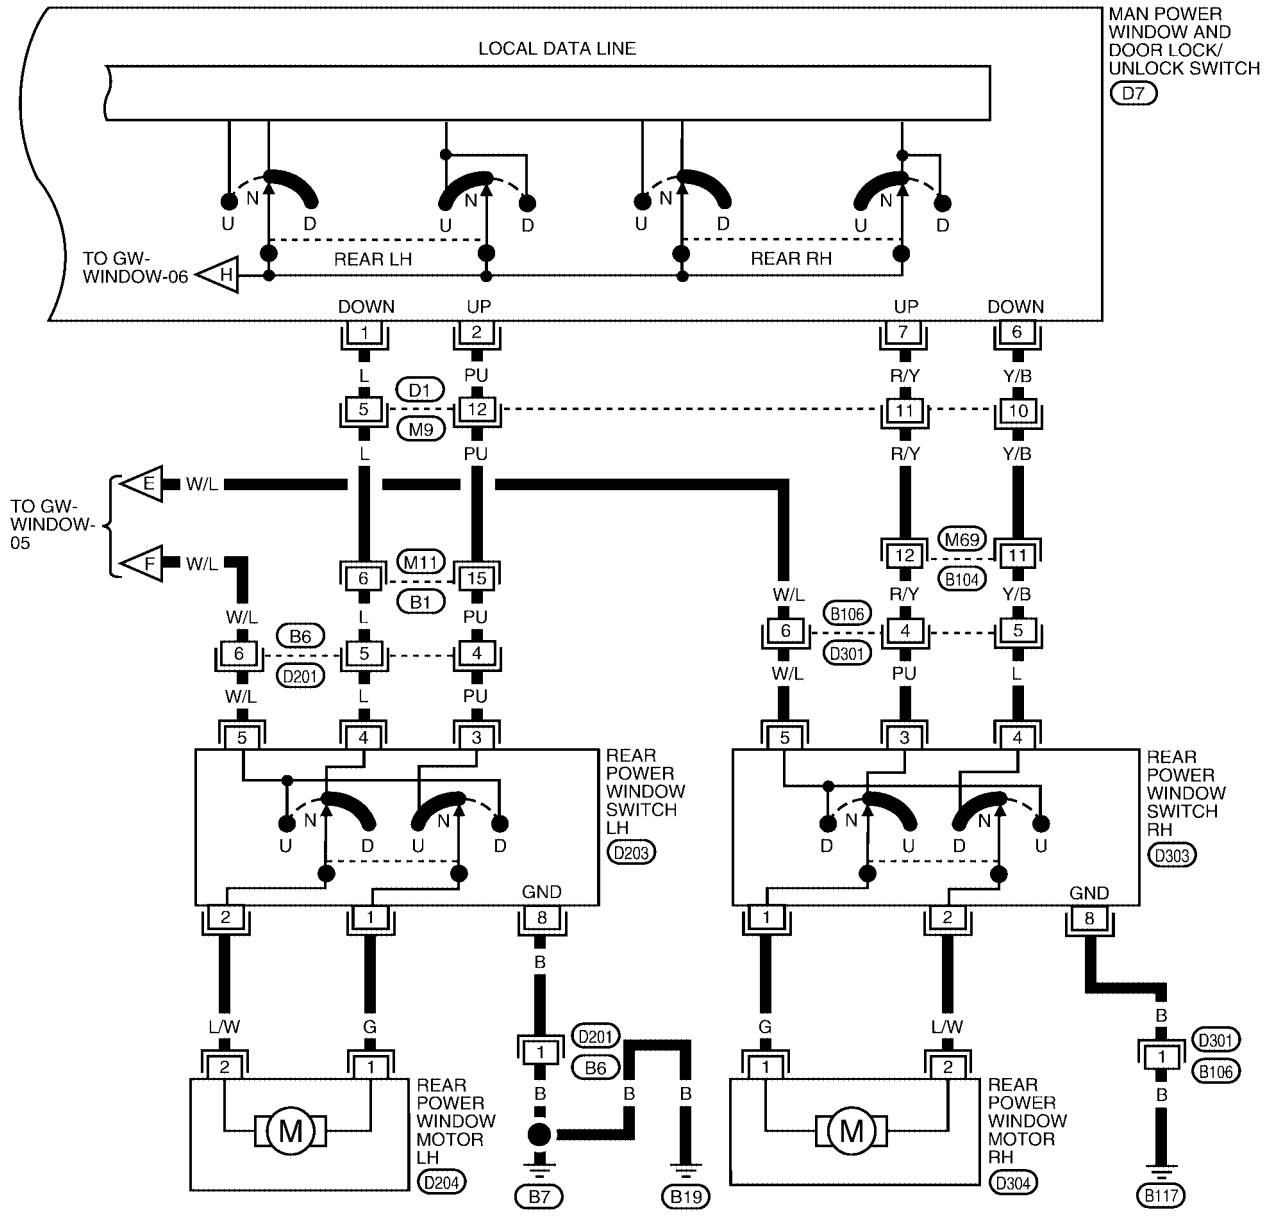 MAN POWER
WINDOW AND
DOOR LOCK/
UNLOCK SWITCH
D7
LOCAL DATA LINE
U N D
U N D
U N D
U N D
TO GW-
WINDOW-06
H
REAR LH
REAR RH
DOWN UP UP DOWN
1 2 7 6
L PU R/Y Y/B
D1
5 12 11 10
M9
L PU R/Y Y/B
TO GW-
WINDOW-
05
E W/L
F W/L
M69
12 11
B104
M11
6 15
B1
W/L R/Y Y/B
W/L L PU
B106
6 4 5
D301
B6
6 5 4
D201
W/L PU L
W/L L PU
5 4 3
5 3 4
REAR
POWER
WINDOW
SWITCH
LH
D203
U N D
U N D
GND
REAR
POWER
WINDOW
SWITCH
RH
D303
D N U
D N U
GND
2 1 8
1 2 8
B
B
L/W G
G L/W
D201
1
B6
D301
1
B106
2 1
1 2
B B B
B
M
REAR
POWER
WINDOW
MOTOR
LH
D204
B7
B19
M
REAR
POWER
WINDOW
MOTOR
RH
D304
B117